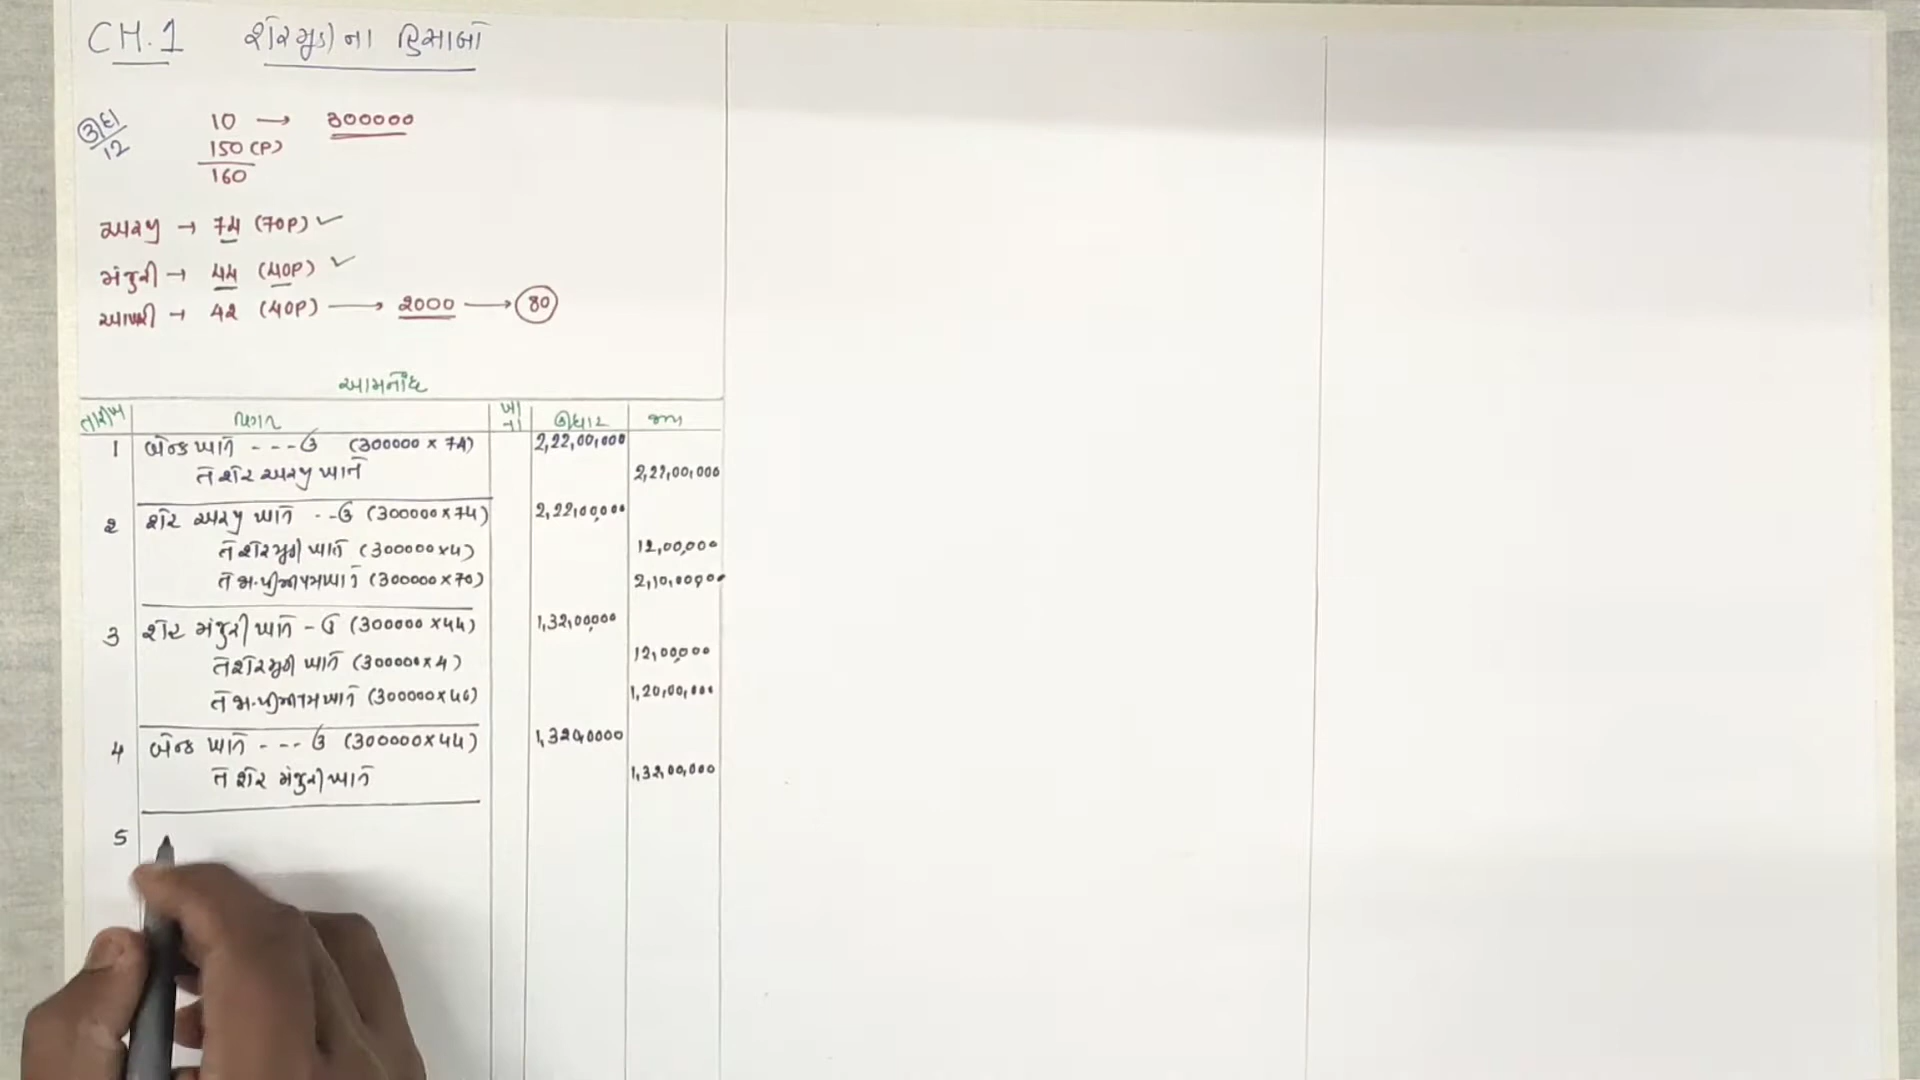 CH.1 શેરમૂડીના હિસાબો
૩દા/12
10 → 300000
150 (P)
160
અરજી → 74 (70P) ✓
મંજુરી → 44 (40P) ✓
આખરી → 42 (40P) → 2000 → 80
આમનોંધ
તારીખ વિગત ખા ના ઉધાર જમા
1 બેન્ક ખાતે ---ઉ (300000 × 74) 2,22,00,000
તે શેર અરજી ખાતે 2,22,00,000
2 શેર અરજી ખાતે --ઉ (300000×74) 2,22,00,000
તે શેરમૂડી ખાતે (300000×4) 12,00,000
તે જા.પ્રીમીયમ ખાતે (300000×70) 2,10,00,000
3 શેર મંજુરી ખાતે -ઉ (300000 ×44) 1,32,00,000
તે શેરમૂડી ખાતે (300000×4) 12,00,000
તે જા.પ્રીમીયમ ખાતે (300000×40) 1,20,00,000
4 બેન્ક ખાતે ---ઉ (300000×44) 1,32,00,000
તે શેર મંજુરી ખાતે 1,32,00,000
5